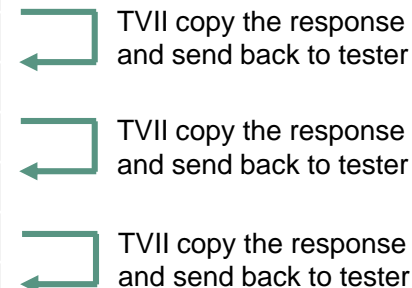 TVII copy the response
and send back to tester
TVII copy the response
and send back to tester
TVII copy the response
and send back to tester